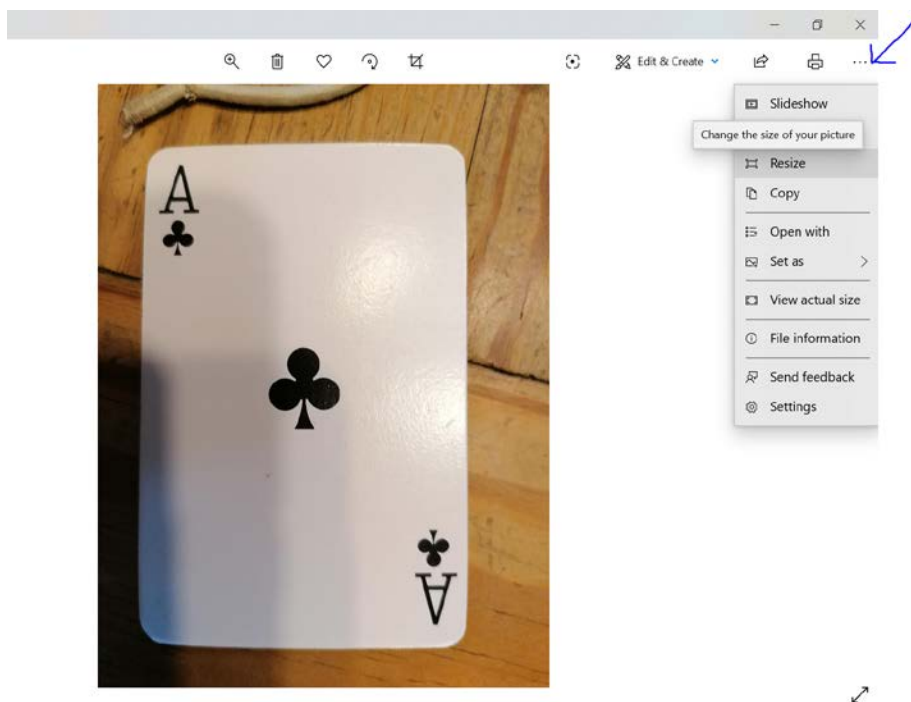 Edit & Create
Slideshow
Change the size of your picture
Resize
Copy
Open with
Set as
View actual size
File information
Send feedback
Settings
A
A